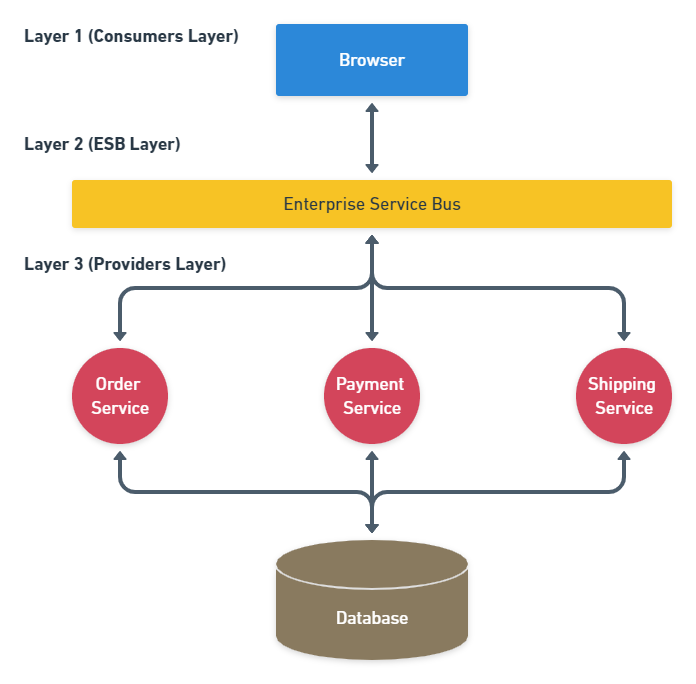 Layer 1 (Consumers Layer)
Browser
Layer 2 (ESB Layer)
Enterprise Service Bus
Layer 3 (Providers Layer)
Order
Service
Payment
Service
Shipping
Service
Database